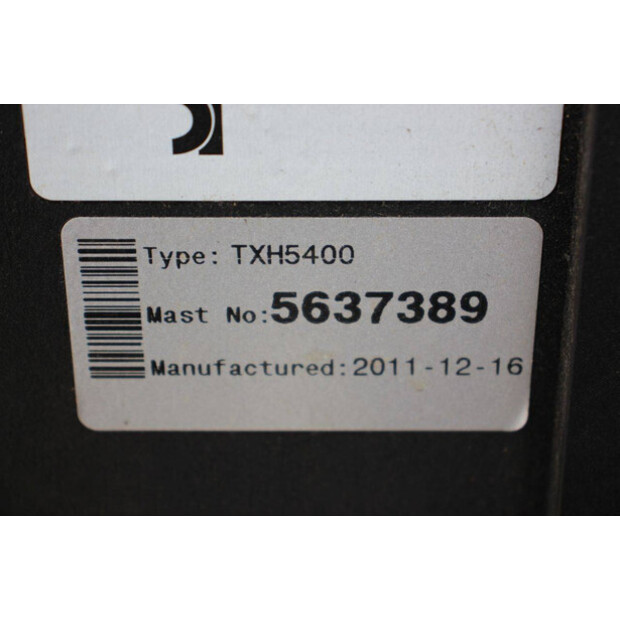 Type: TXH5400
Mast No:5637389
Manufactured:2011-12-16